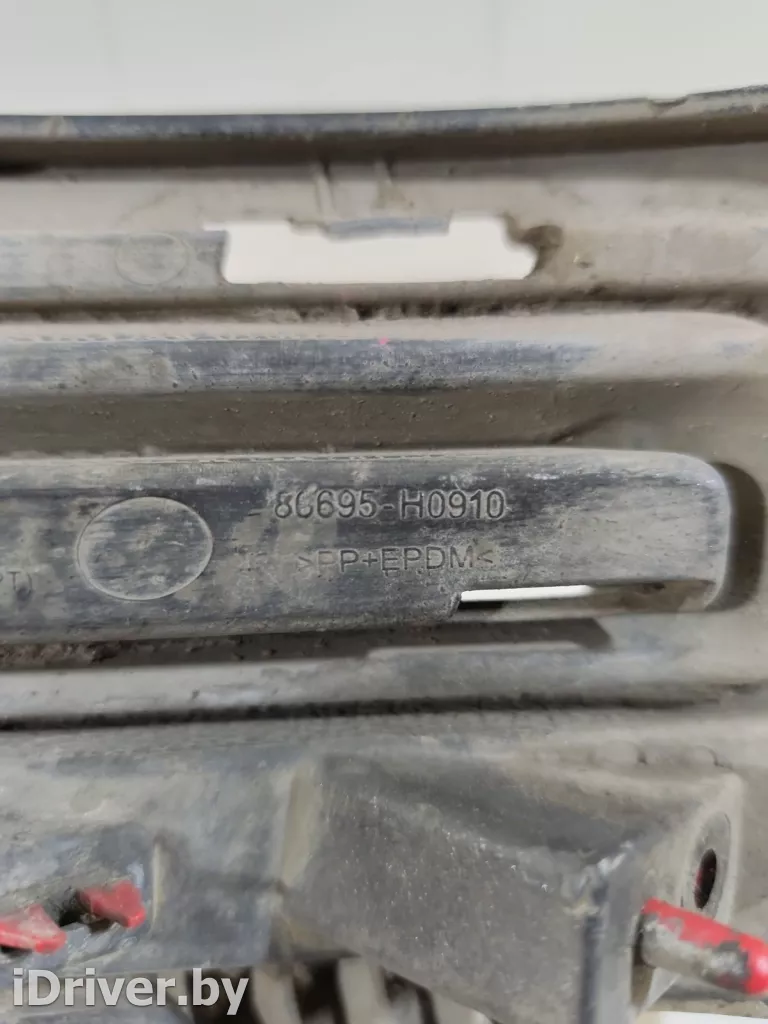 86695-H0910
>PP+EPDM<
T)
iDriver.by